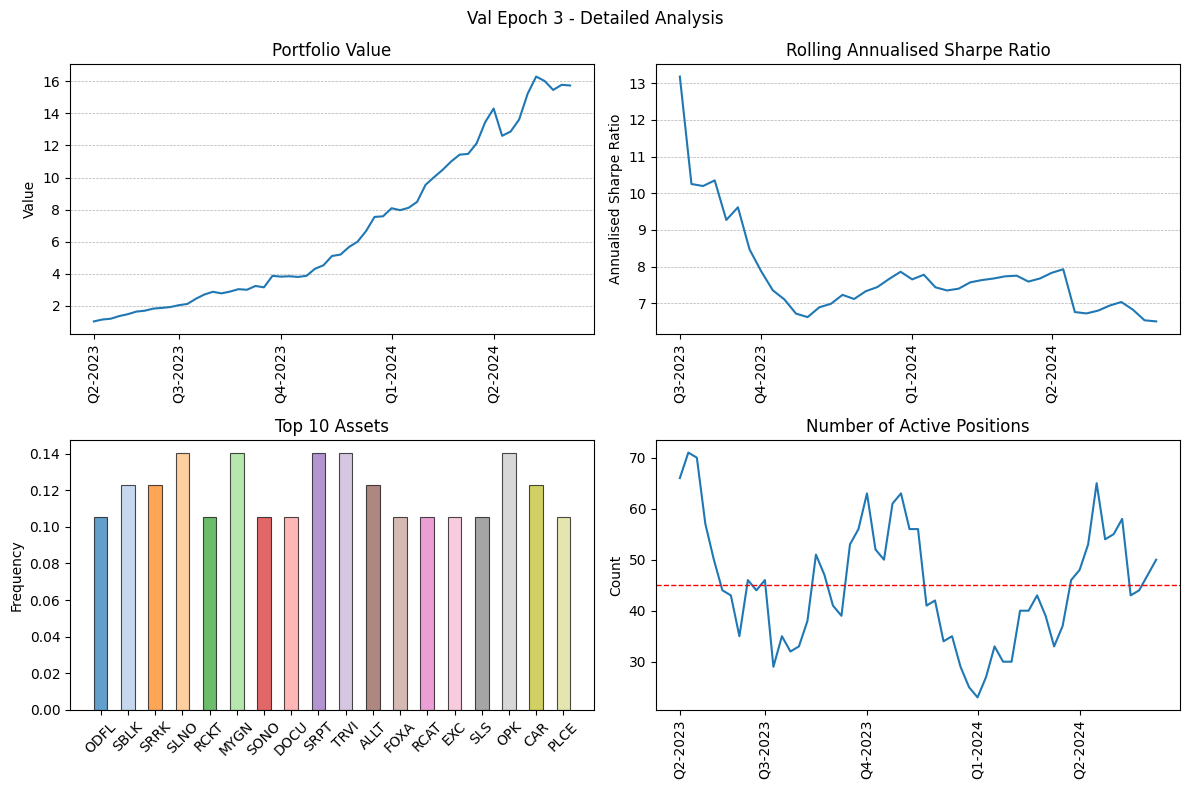 Val Epoch 3 - Detailed Analysis
Portfolio Value
Value
16
14
12
10
8
6
4
2
Q2-2023
Q3-2023
Q4-2023
Q1-2024
Q2-2024
Rolling Annualised Sharpe Ratio
Annualised Sharpe Ratio
13
12
11
10
9
8
7
Q3-2023
Q4-2023
Q1-2024
Q2-2024
Top 10 Assets
Frequency
0.14
0.12
0.10
0.08
0.06
0.04
0.02
0.00
ODFL
SBLK
SRRK
SLNO
RCKT
MYGN
SONO
DOCU
SRPT
TRVI
ALLT
FOXA
RCAT
EXC
SLS
OPK
CAR
PLCE
Number of Active Positions
Count
70
60
50
40
30
Q2-2023
Q3-2023
Q4-2023
Q1-2024
Q2-2024